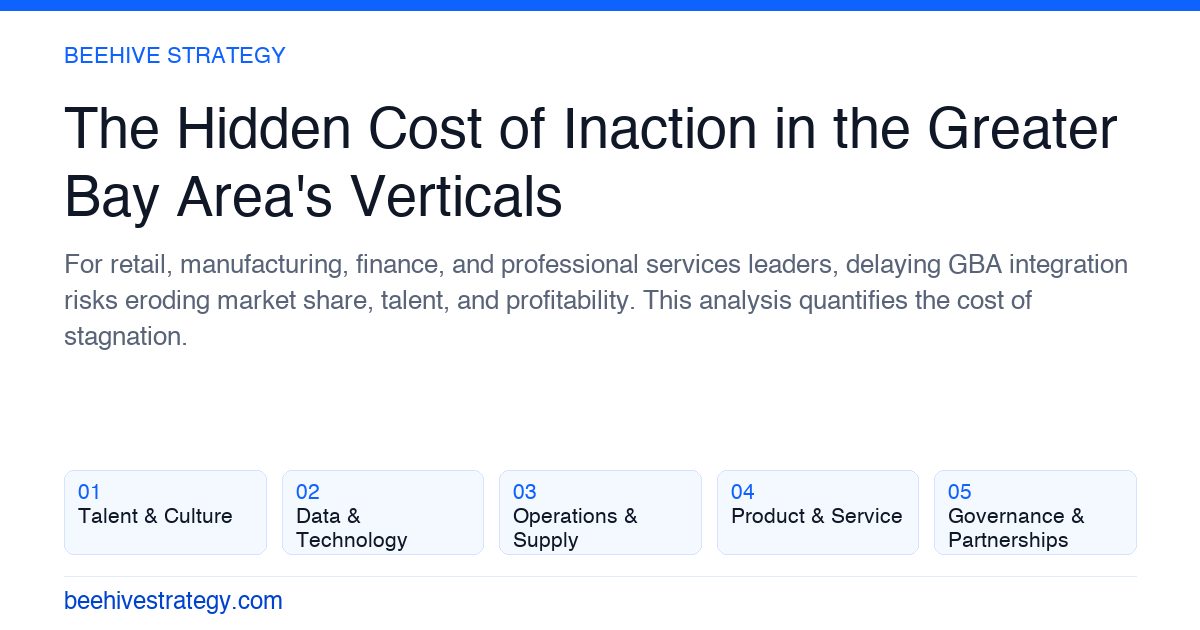 BEEHIVE STRATEGY
The Hidden Cost of Inaction in the Greater
Bay Area's Verticals
For retail, manufacturing, finance, and professional services leaders, delaying GBA integration
risks eroding market share, talent, and profitability. This analysis quantifies the cost of
stagnation.
01
Talent & Culture
02
Data &
Technology
03
Operations &
Supply
04
Product & Service
05
Governance &
Partnerships
beehivestrategy.com